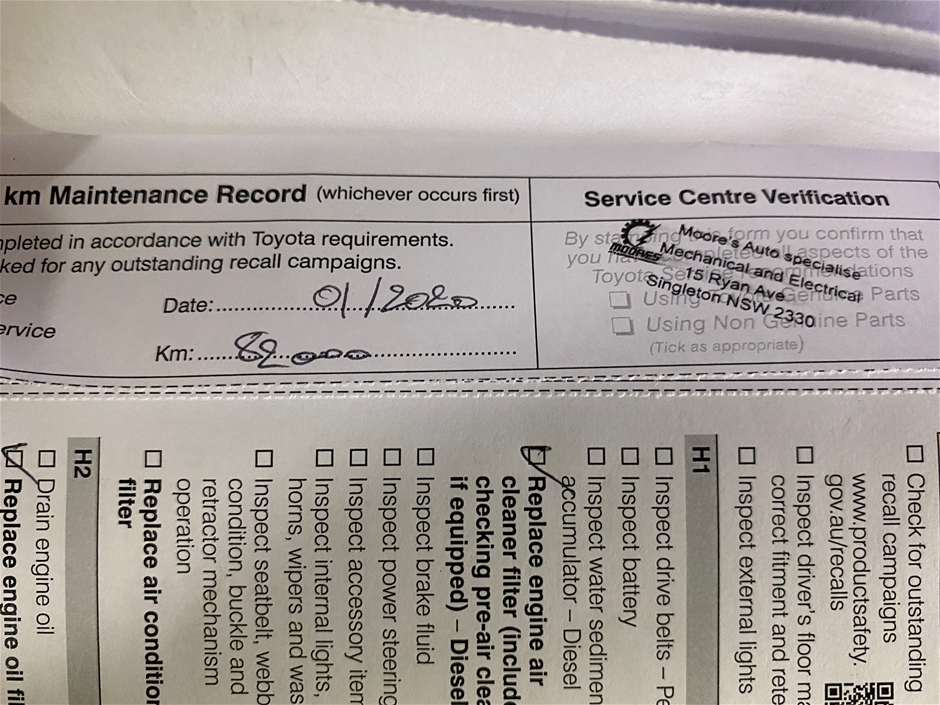 km Maintenance Record (whichever occurs first)
mpleted in accordance with Toyota requirements.
ked for any outstanding recall campaigns.
ce
ervice
Date: 01/2020
Km: 82000
Service Centre Verification
By stamping this form you confirm that
you have completed all aspects of the
Toyota Service Recommendations
Using Genuine Parts
Using Non Genuine Parts
(Tick as appropriate)
MOORES
Moore's Auto specialise
Mechanical and Electrical
15 Ryan Ave
Singleton NSW 2330
Check for outstanding
recall campaigns
www.productsafety.
gov.au/recalls
Inspect driver's floor ma
correct fitment and rete
Inspect external lights
H1
Inspect drive belts – Pe
Inspect battery
Inspect water sedimen
accumulator – Diesel
Replace engine air
cleaner filter (includ
checking pre-air clea
if equipped) – Diesel
Inspect brake fluid
Inspect power steering
Inspect accessory item
Inspect internal lights,
horns, wipers and was
Inspect seatbelt, webb
condition, buckle and
retractor mechanism
operation
Replace air condition
filter
H2
Drain engine oil
Replace engine oil fi